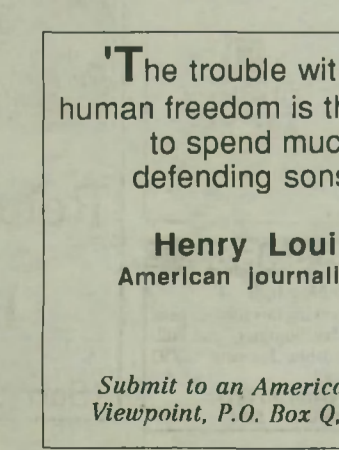 'The trouble wit
human freedom is th
to spend muc
defending sons
Henry Loui
American journali
Submit to an America
Viewpoint, P.O. Box Q,